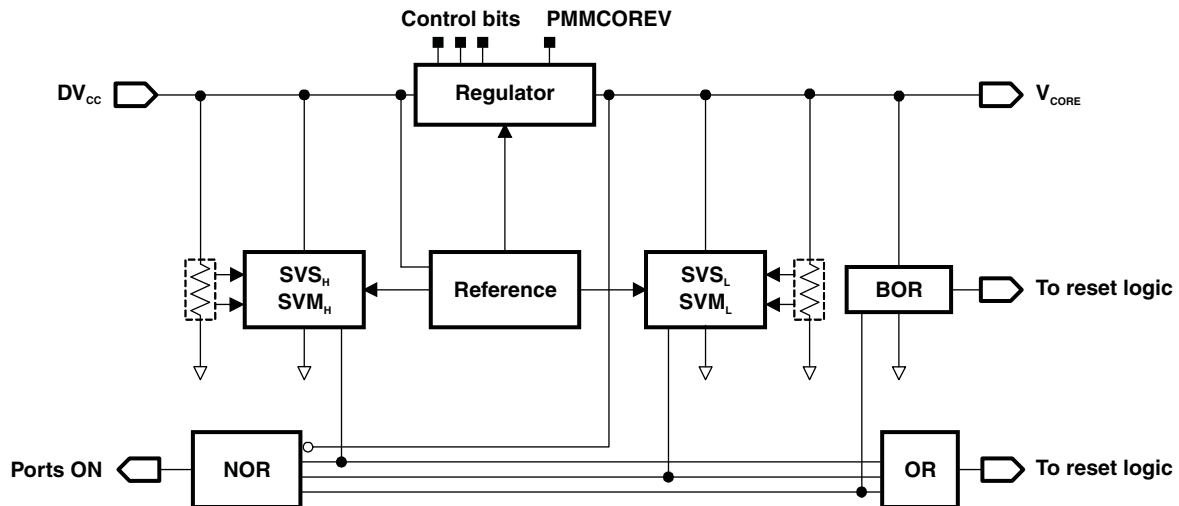 Control bits PMMCOREV
DVCC Regulator VCORE
SVSH SVSL
SVMH Reference SVML BOR To reset logic
Ports ON NOR OR To reset logic